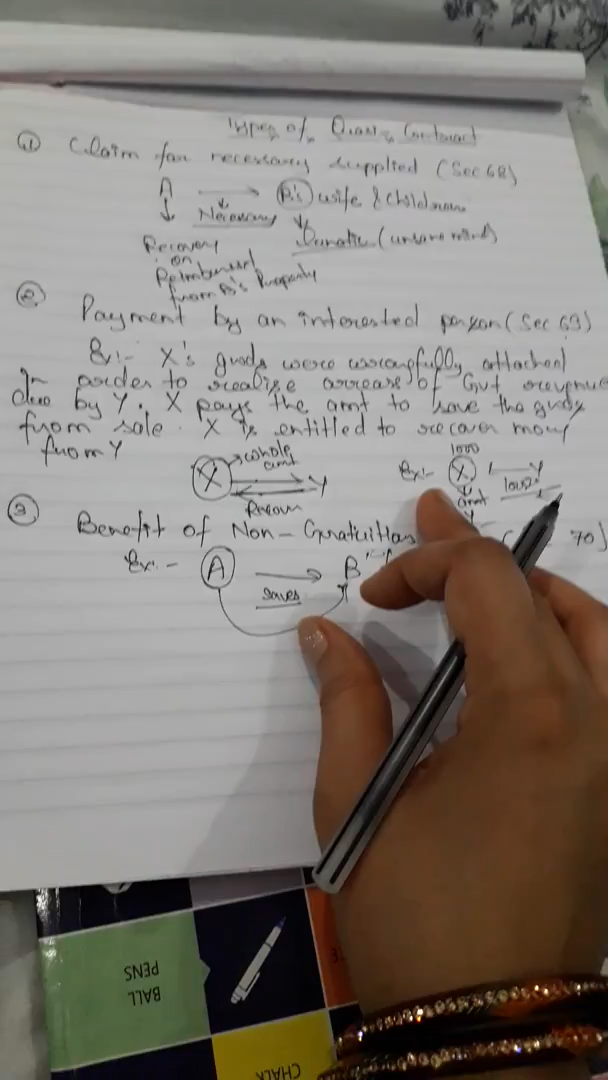 Types of Quasi Contract
① Claim for necessary supplied (Sec 68)
A → B's wife & children
Necessary
Lunatic (unsound mind)
Recovery
or
Reimbursed
from B's Property
② Payment by an interested person (Sec 69)
Ex:- X's goods were wrongfully attached
In order to realise arrears of Gvt revenue
due by Y. X pays the amt to save the goods
from sale. X is entitled to recover mony
from Y
X → whole amt
Y
Recover
1000
Ex:- X Y
amt
③ Benefit of Non-Gratuitous 70)
Ex:- A → B
saves
BALL
PENS
CHALK